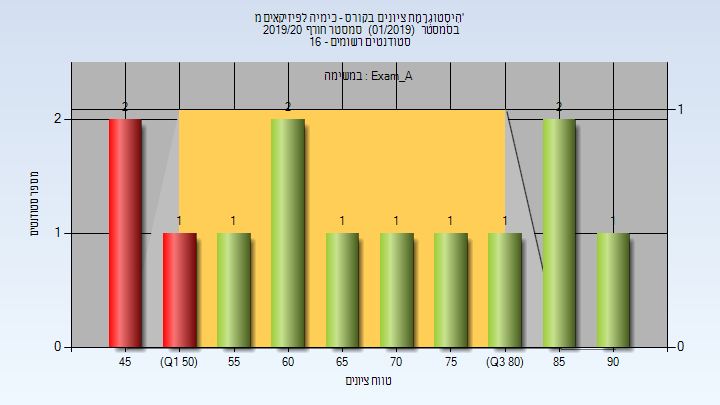 'הִיסְטוֹגְרָמַת ציונים בקורס - כימיה לפיזיקאים מ
בסמסטר (01/2019) סמסטר חורף 2019/20
סטודנטים רשומים - 16
במשימה : Exam_A
2 2 2
1 1 1 1 1 1 1
2
1
0
1
0
מספר סטודנטים
45 (Q1 50) 55 60 65 70 75 (Q3 80) 85 90
טווח ציונים